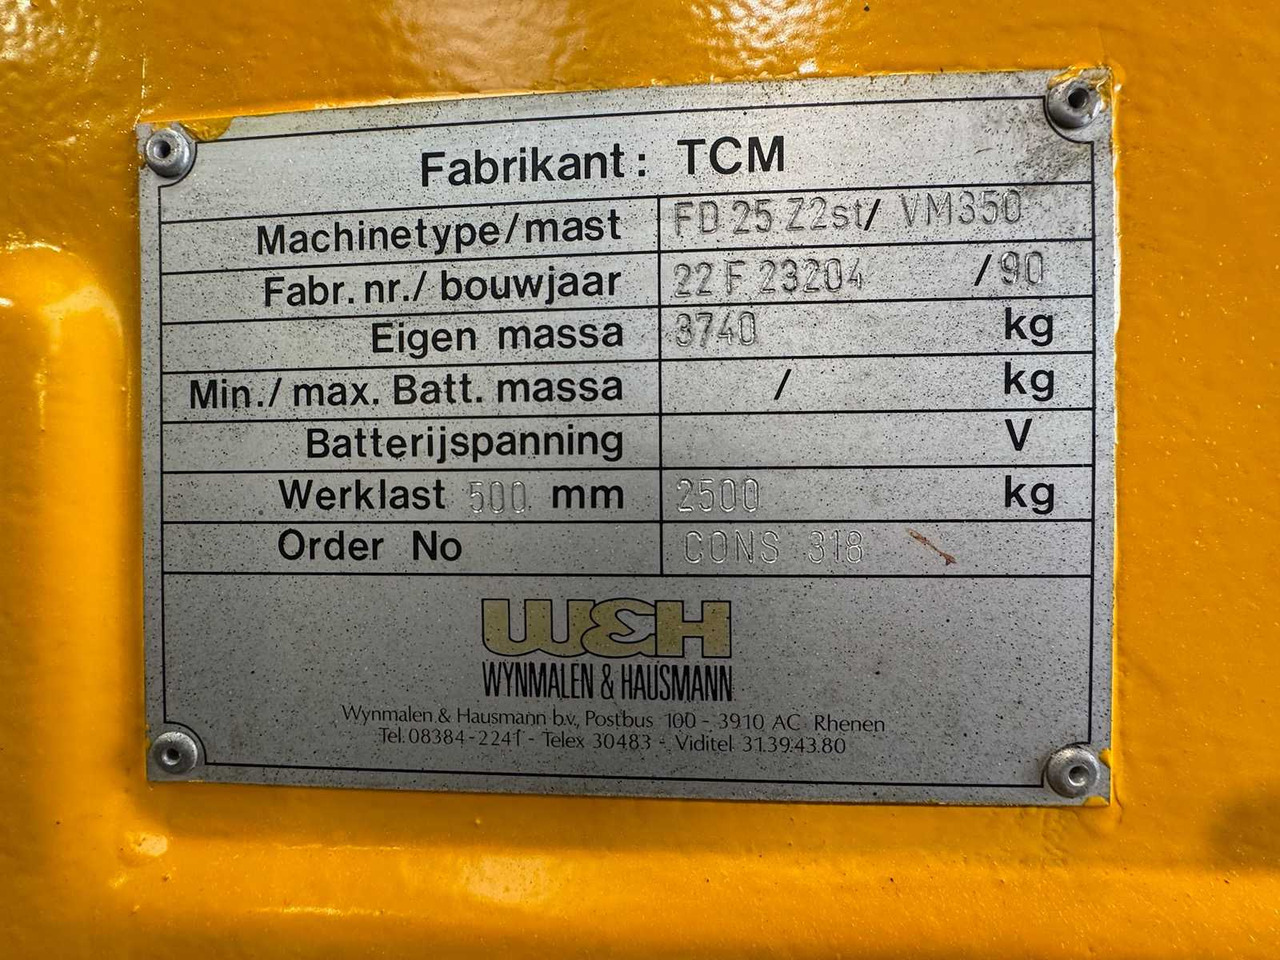 Fabrikant: TCM
Machinetype/mast FD 25 Z2st/ VM350
Fabr. nr./ bouwjaar 22 F 23204 /90
Eigen massa 3740 kg
Min./ max. Batt. massa / kg
Batterijspanning V
Werklast 500 mm 2500 kg
Order No CONS 318
W&H
WYNMALEN & HAUSMANN
Wynmalen & Hausmann b.v., Postbus 100 - 3910 AC Rhenen
Tel. 08384-2241 - Telex 30483 - Viditel 31.39.43.80